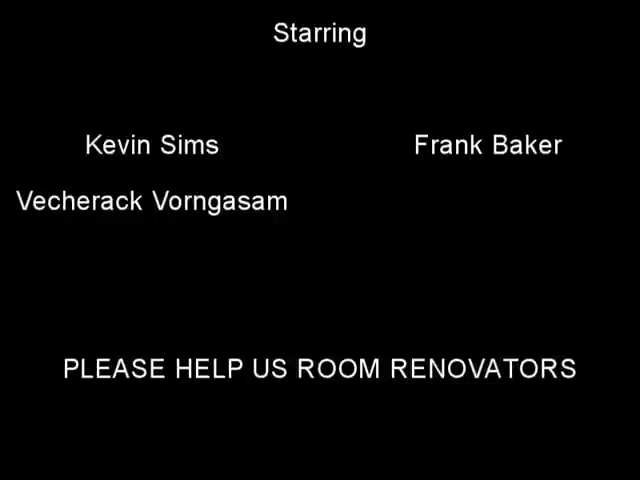 Starring
Kevin Sims Frank Baker
Vecherack Vorngasam
PLEASE HELP US ROOM RENOVATORS